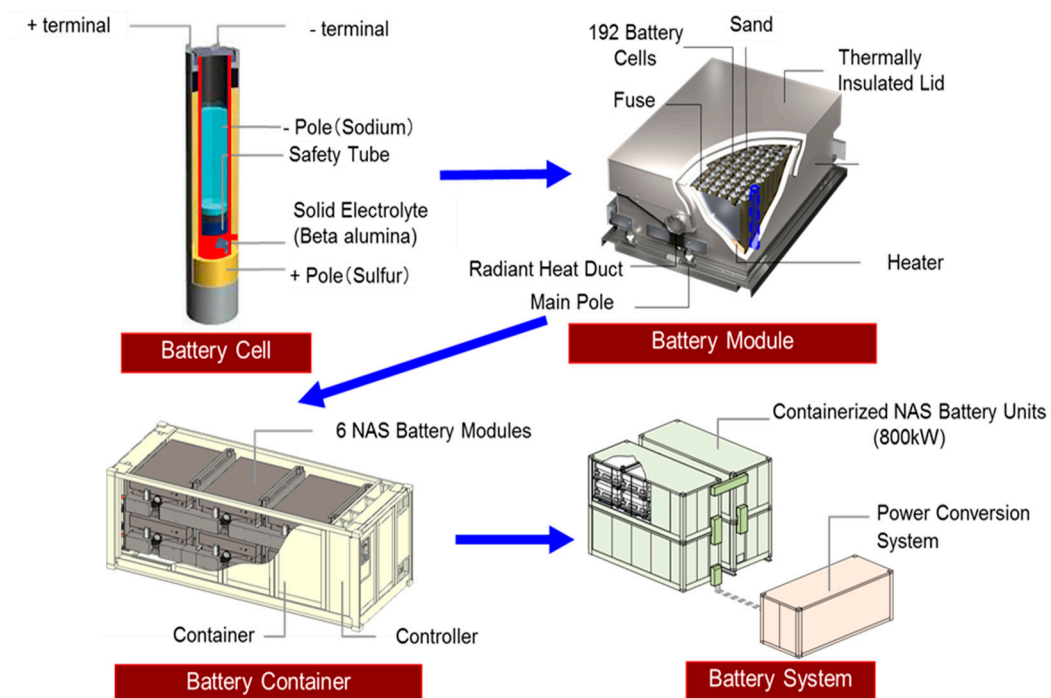 + terminal
- terminal
- Pole(Sodium)
Safety Tube
Solid Electrolyte
(Beta alumina)
+ Pole(Sulfur)
Battery Cell
192 Battery
Cells
Sand
Fuse
Thermally
Insulated Lid
Radiant Heat Duct
Main Pole
Heater
Battery Module
6 NAS Battery Modules
Container
Controller
Battery Container
Containerized NAS Battery Units
(800kW)
Power Conversion
System
Battery System